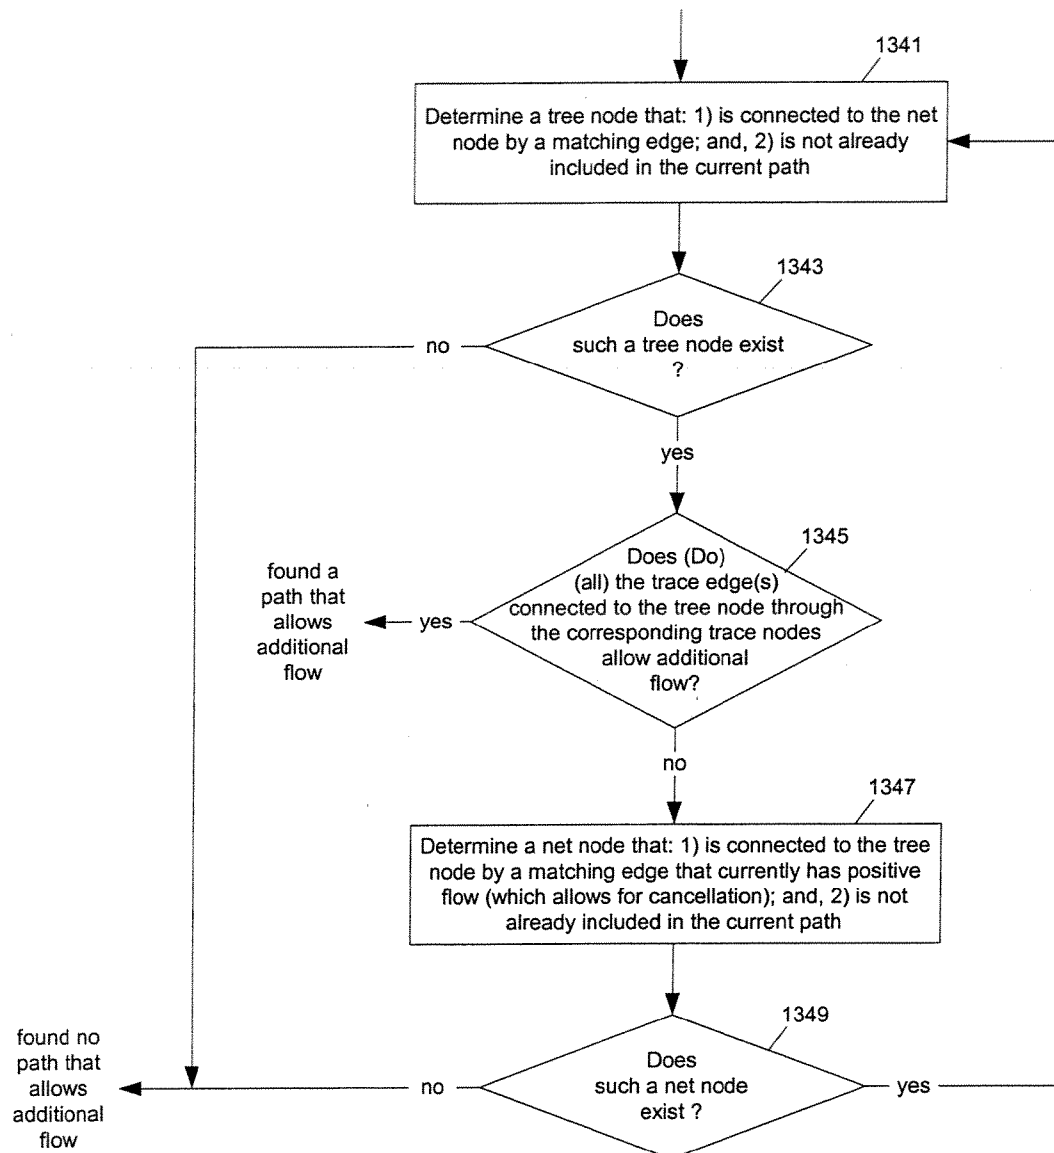 1341
Determine a tree node that: 1) is connected to the net
node by a matching edge; and, 2) is not already
included in the current path
1343
Does
such a tree node exist
?
no
yes
1345
Does (Do)
(all) the trace edge(s)
connected to the tree node through
the corresponding trace nodes
allow additional
flow?
yes
found a
path that
allows
additional
flow
no
1347
Determine a net node that: 1) is connected to the tree
node by a matching edge that currently has positive
flow (which allows for cancellation); and, 2) is not
already included in the current path
1349
Does
such a net node
exist ?
no
yes
found no
path that
allows
additional
flow